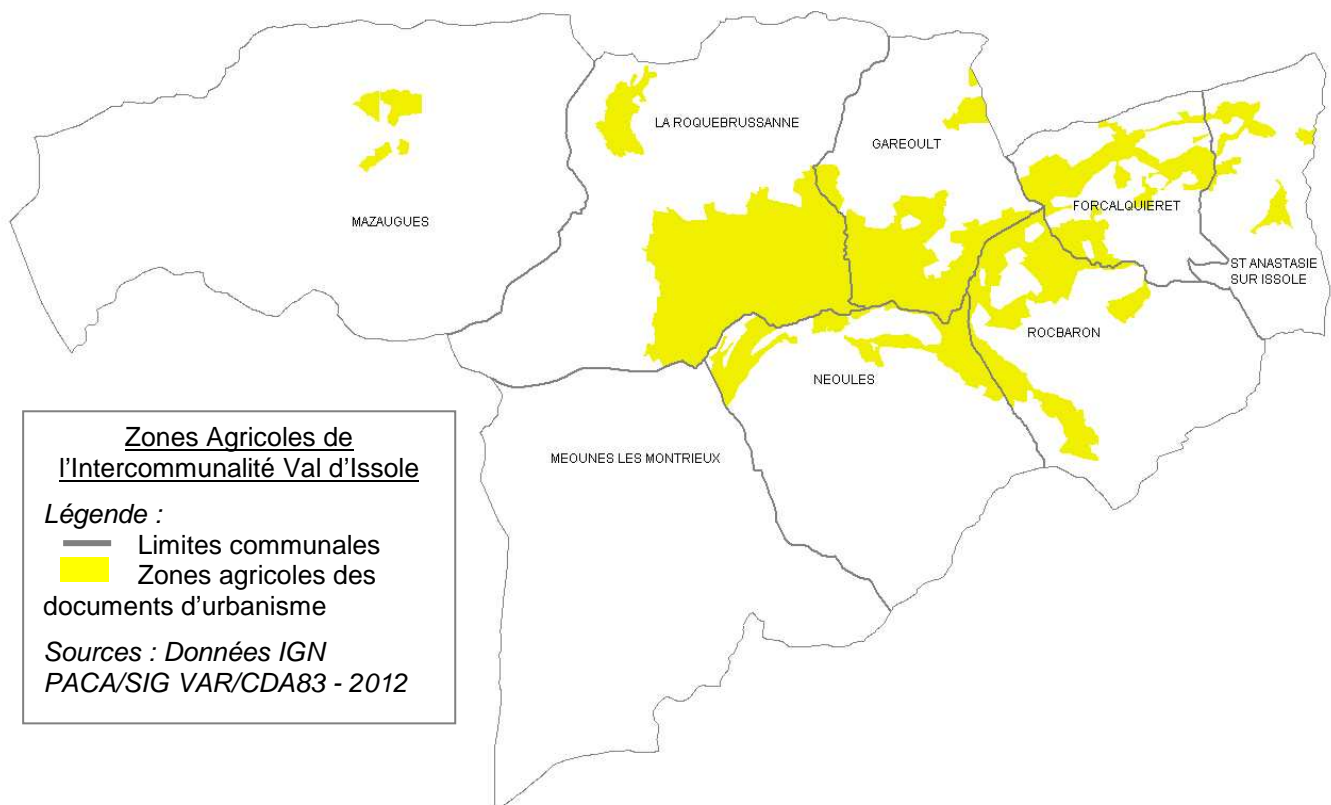 LA ROQUEBRUSSANNE
GAREOULT
MAZAUGUES
FORCALQUIERET
ST ANASTASIE
SUR ISSOLE
ROCBARON
NEOULES
MEOUNES LES MONTRIEUX
Zones Agricoles de
l'Intercommunalité Val d'Issole
Légende :
Limites communales
Zones agricoles des
documents d'urbanisme
Sources : Données IGN
PACA/SIG VAR/CDA83 - 2012